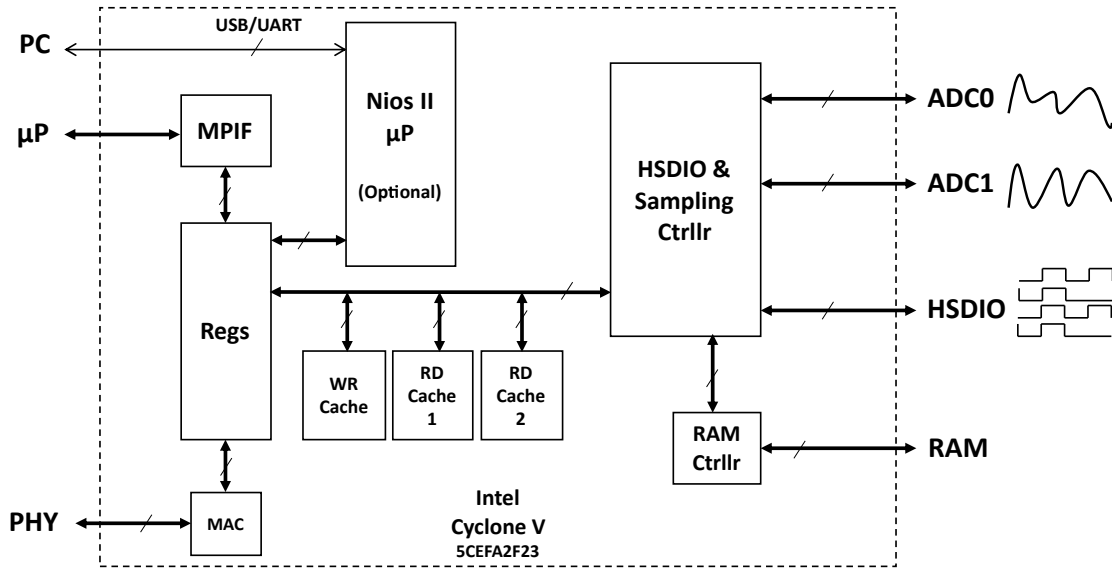 USB/UART
PC
µP
MPIF
Nios II
µP
(Optional)
HSDIO &
Sampling
Ctrllr
ADC0
ADC1
HSDIO
Regs
WR
Cache
RD
Cache
1
RD
Cache
2
RAM
Ctrllr
RAM
PHY
MAC
Intel
Cyclone V
5CEFA2F23